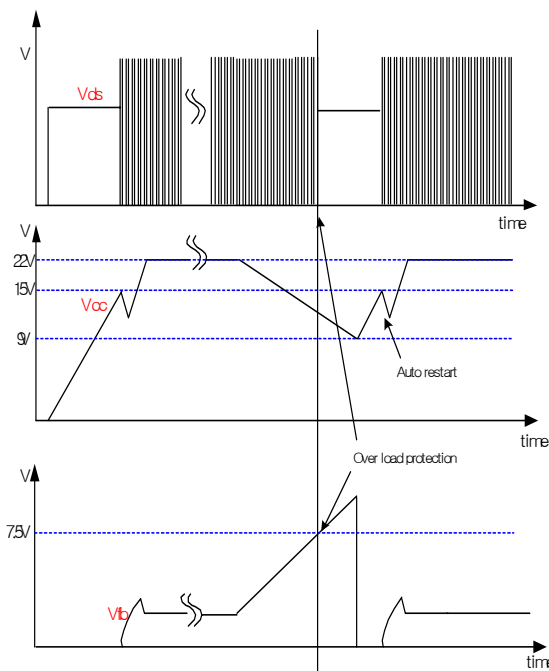 V
Vds
time
V
22V
15V
Vcc
9V
Auto restart
time
Over load protection
V
7.5V
Vfb
time